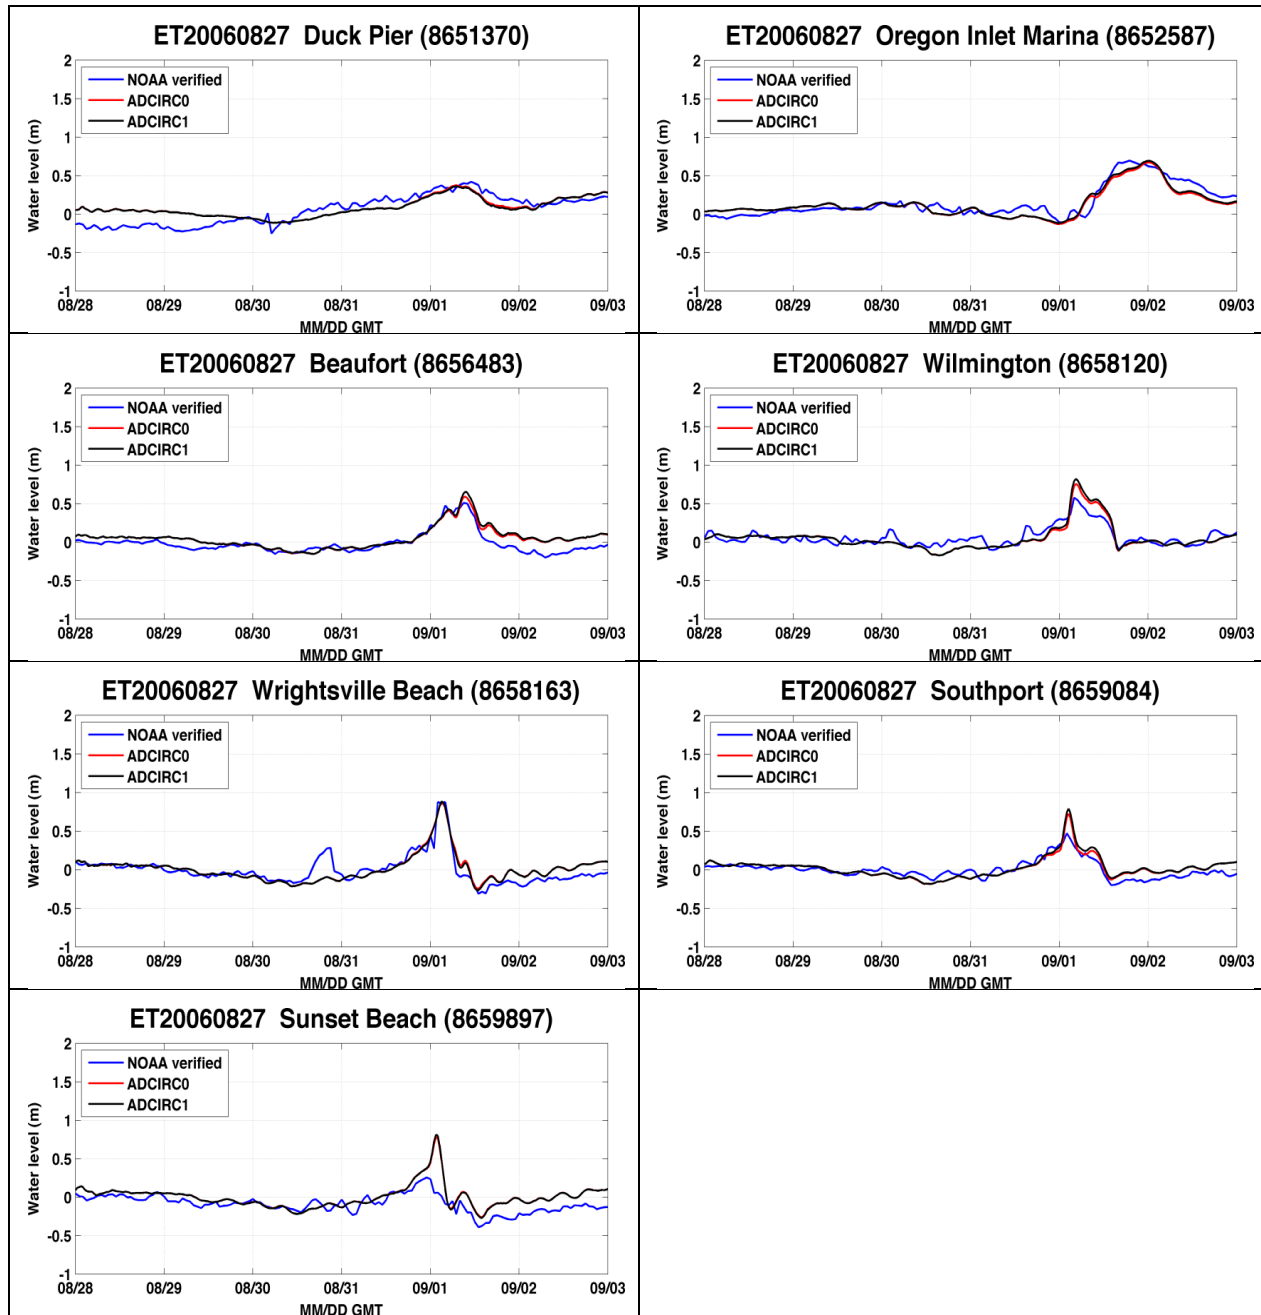 ET20060827 Duck Pier (8651370)
NOAA verified
ADCIRC0
ADCIRC1
Water level (m)
2
1.5
1
0.5
0
-0.5
-1
08/28 08/29 08/30 08/31 09/01 09/02 09/03
MM/DD GMT
ET20060827 Oregon Inlet Marina (8652587)
NOAA verified
ADCIRC0
ADCIRC1
Water level (m)
2
1.5
1
0.5
0
-0.5
-1
08/28 08/29 08/30 08/31 09/01 09/02 09/03
MM/DD GMT
ET20060827 Beaufort (8656483)
NOAA verified
ADCIRC0
ADCIRC1
Water level (m)
2
1.5
1
0.5
0
-0.5
-1
08/28 08/29 08/30 08/31 09/01 09/02 09/03
MM/DD GMT
ET20060827 Wilmington (8658120)
NOAA verified
ADCIRC0
ADCIRC1
Water level (m)
2
1.5
1
0.5
0
-0.5
-1
08/28 08/29 08/30 08/31 09/01 09/02 09/03
MM/DD GMT
ET20060827 Wrightsville Beach (8658163)
NOAA verified
ADCIRC0
ADCIRC1
Water level (m)
2
1.5
1
0.5
0
-0.5
-1
08/28 08/29 08/30 08/31 09/01 09/02 09/03
MM/DD GMT
ET20060827 Southport (8659084)
NOAA verified
ADCIRC0
ADCIRC1
Water level (m)
2
1.5
1
0.5
0
-0.5
-1
08/28 08/29 08/30 08/31 09/01 09/02 09/03
MM/DD GMT
ET20060827 Sunset Beach (8659897)
NOAA verified
ADCIRC0
ADCIRC1
Water level (m)
2
1.5
1
0.5
0
-0.5
-1
08/28 08/29 08/30 08/31 09/01 09/02 09/03
MM/DD GMT